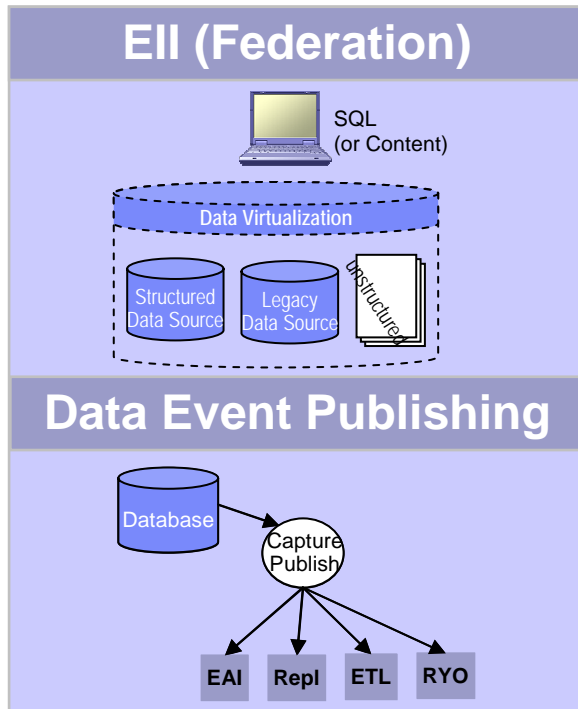 EII (Federation)
SQL
(or Content)
Data Virtualization
Structured
Data Source
Legacy
Data Source
unstructured
Data Event Publishing
Database
Capture
Publish
EAI
Repl
ETL
RYO